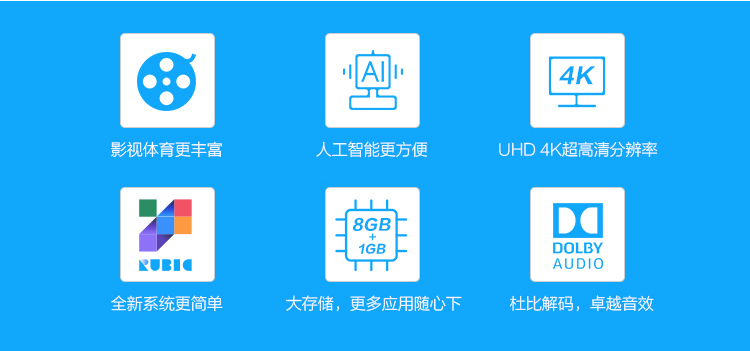 AI
4K
影视体育更丰富
人工智能更方便
UHD 4K超高清分辨率
RUBIC
8GB
+
1GB
DOLBY
AUDIO
全新系统更简单
大存储，更多应用随心下
杜比解码，卓越音效